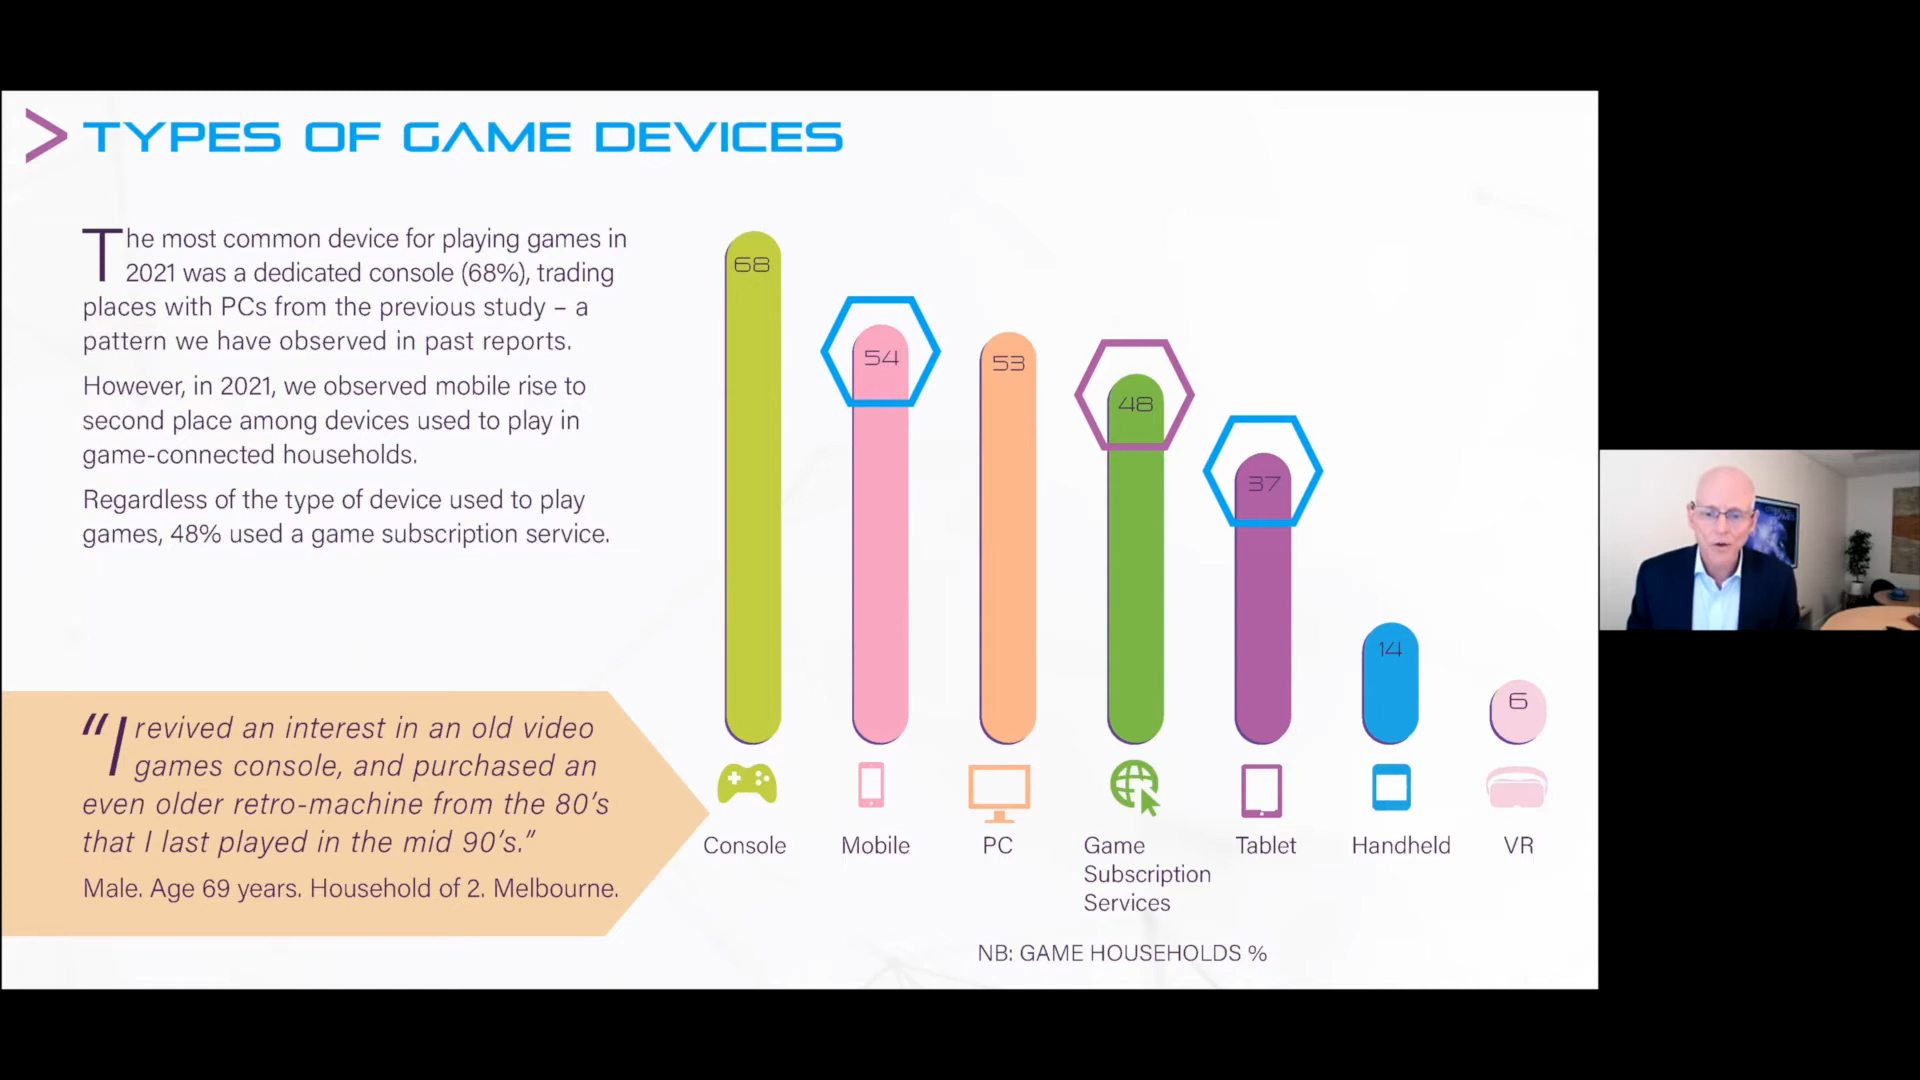 TYPES OF GAME DEVICES
The most common device for playing games in
2021 was a dedicated console (68%), trading
places with PCs from the previous study – a
pattern we have observed in past reports.
However, in 2021, we observed mobile rise to
second place among devices used to play in
game-connected households.
Regardless of the type of device used to play
games, 48% used a game subscription service.
“I revived an interest in an old video
games console, and purchased an
even older retro-machine from the 80’s
that I last played in the mid 90’s.”
Male. Age 69 years. Household of 2. Melbourne.
68
54
53
48
37
14
6
Console
Mobile
PC
Game
Subscription
Services
Tablet
Handheld
VR
NB: GAME HOUSEHOLDS %